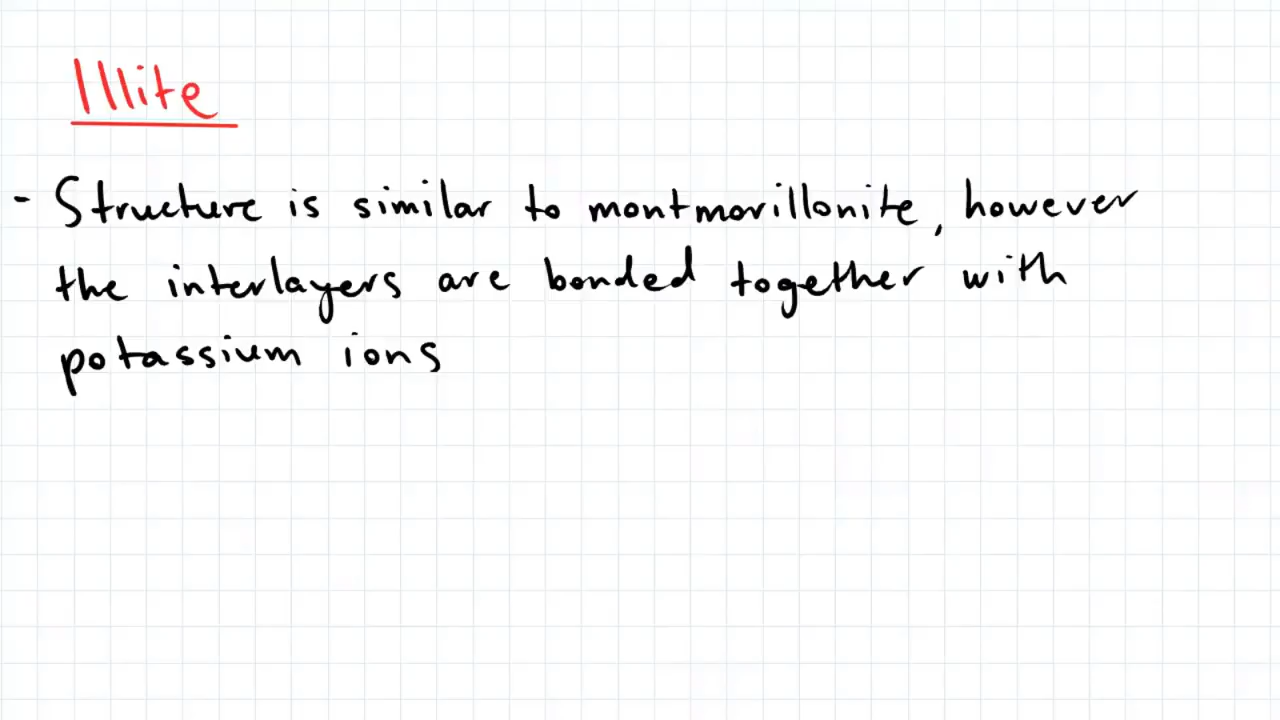 Illite
- Structure is similar to montmorillonite, however
the interlayers are bonded together with
potassium ions